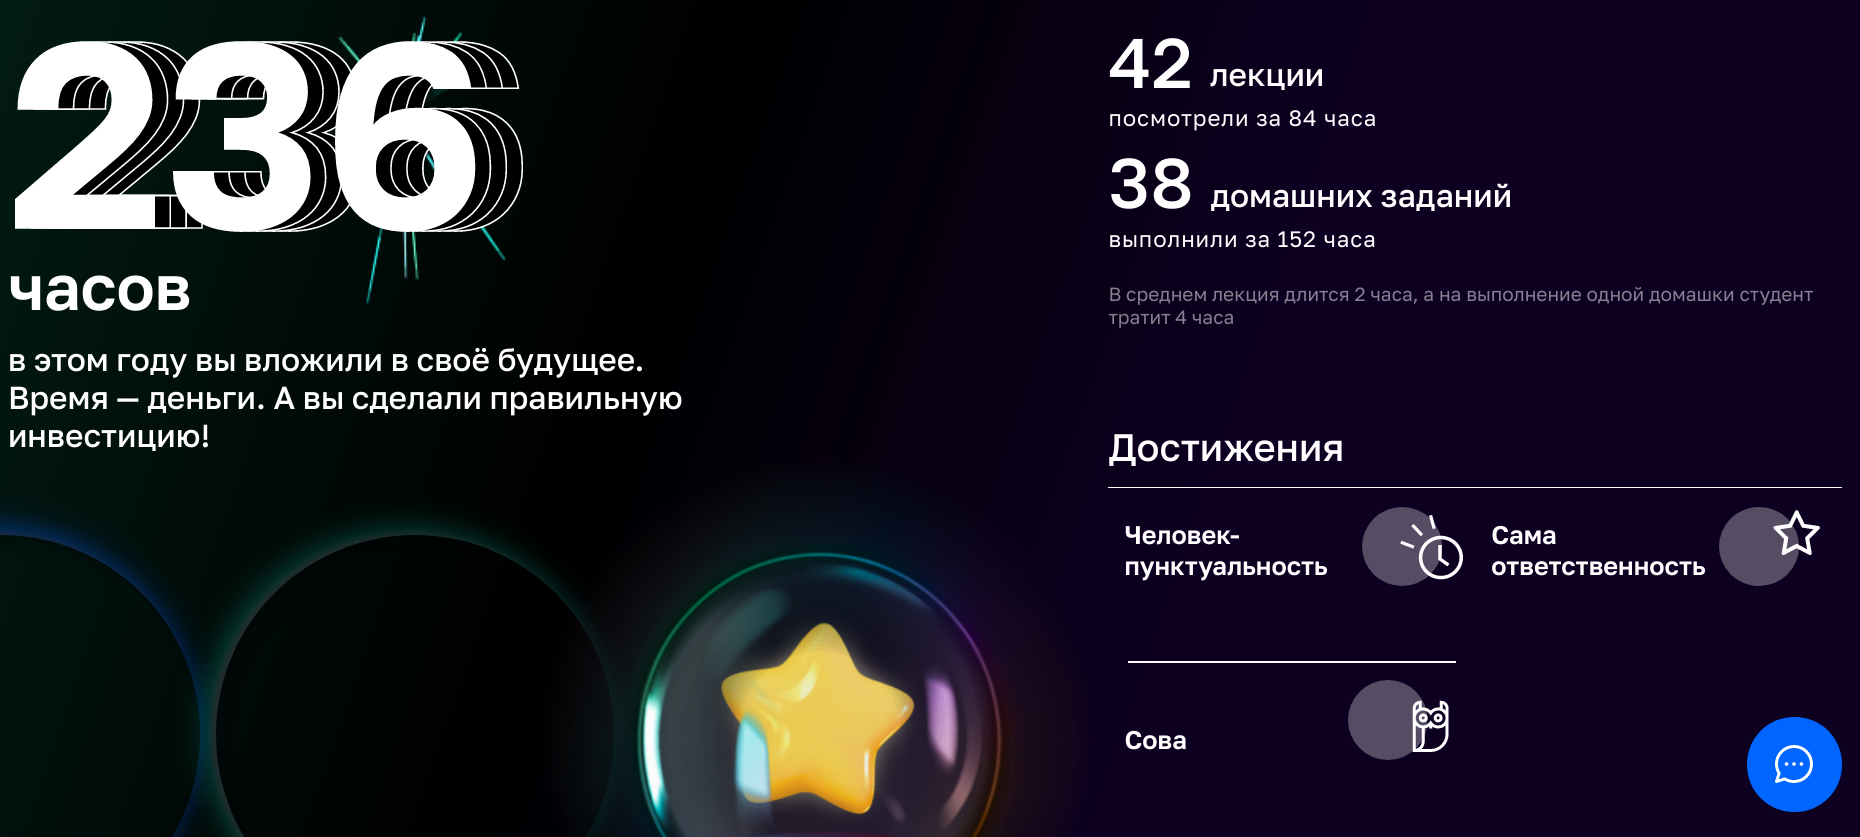 236
часов
в этом году вы вложили в своё будущее.
Время — деньги. А вы сделали правильную
инвестицию!
42 лекции
посмотрели за 84 часа
38 домашних заданий
выполнили за 152 часа
В среднем лекция длится 2 часа, а на выполнение одной домашки студент
тратит 4 часа
Достижения
Человек-
пунктуальность
Сама
ответственность
Сова